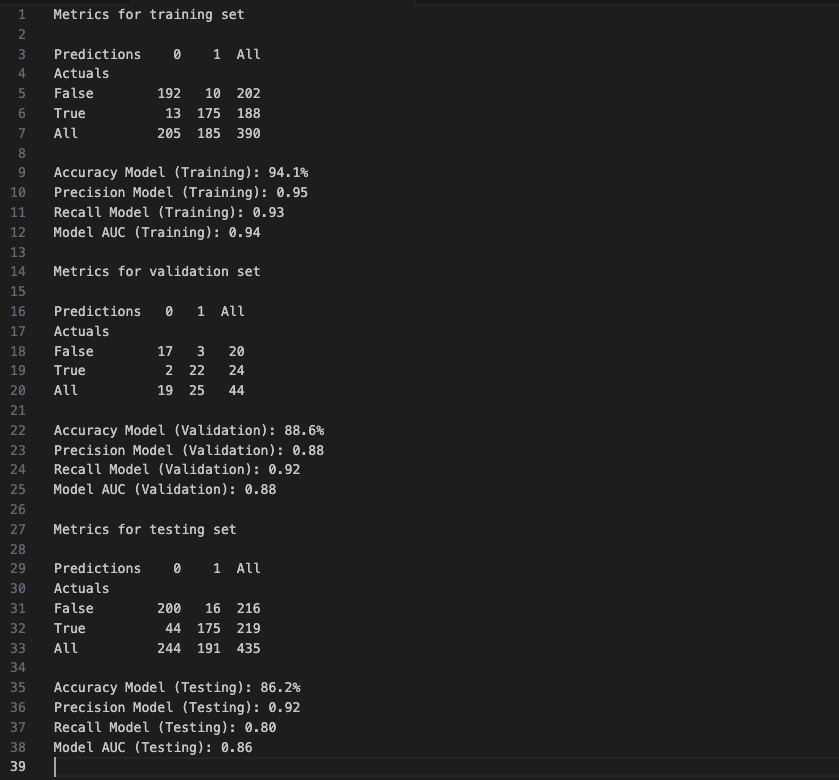 1 Metrics for training set
2
3 Predictions 0 1 All
4 Actuals
5 False 192 10 202
6 True 13 175 188
7 All 205 185 390
8
9 Accuracy Model (Training): 94.1%
10 Precision Model (Training): 0.95
11 Recall Model (Training): 0.93
12 Model AUC (Training): 0.94
13
14 Metrics for validation set
15
16 Predictions 0 1 All
17 Actuals
18 False 17 3 20
19 True 2 22 24
20 All 19 25 44
21
22 Accuracy Model (Validation): 88.6%
23 Precision Model (Validation): 0.88
24 Recall Model (Validation): 0.92
25 Model AUC (Validation): 0.88
26
27 Metrics for testing set
28
29 Predictions 0 1 All
30 Actuals
31 False 200 16 216
32 True 44 175 219
33 All 244 191 435
34
35 Accuracy Model (Testing): 86.2%
36 Precision Model (Testing): 0.92
37 Recall Model (Testing): 0.80
38 Model AUC (Testing): 0.86
39